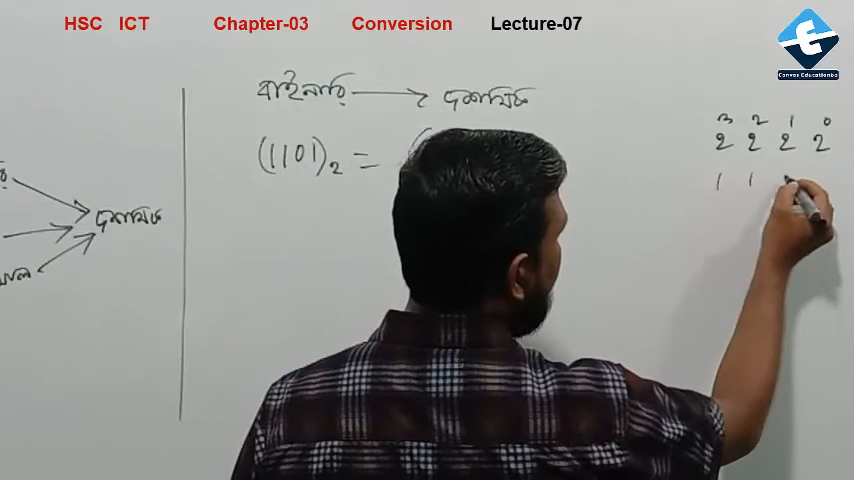 HSC ICT Chapter-03 Conversion Lecture-07
Convex Educationbd
বাইনারি → দশমিক
(1101)₂ = (
3 2 1 0
2 2 2 2
1 1
→ দশমিক